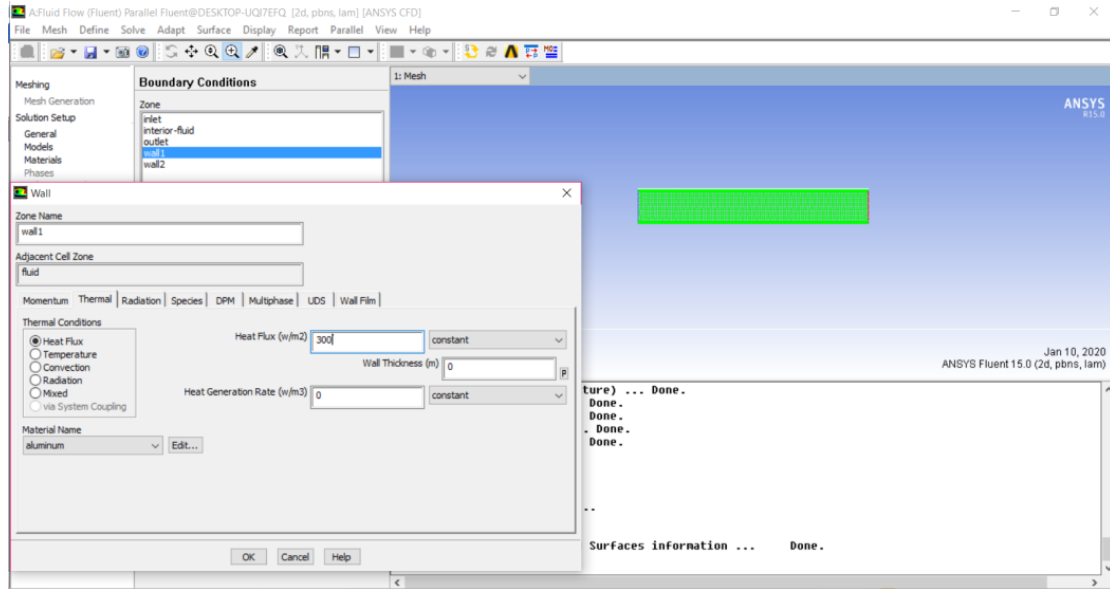 A:Fluid Flow (Fluent) Parallel Fluent@DESKTOP-UQI7EFQ [2d, pbns, lam] [ANSYS CFD]
File Mesh Define Solve Adapt Surface Display Report Parallel View Help
Meshing
Mesh Generation
Solution Setup
General
Models
Materials
Phases
Boundary Conditions
Zone
inlet
interior-fluid
outlet
wall1
wall2
1: Mesh
ANSYS
R15.0
Wall
Zone Name
wall1
Adjacent Cell Zone
fluid
Momentum Thermal Radiation Species DPM Multiphase UDS Wall Film
Thermal Conditions
Heat Flux
Temperature
Convection
Radiation
Mixed
via System Coupling
Heat Flux (w/m2) 300 constant
Wall Thickness (m) 0 P
Heat Generation Rate (w/m3) 0 constant
Material Name
aluminum Edit...
OK Cancel Help
Jan 10, 2020
ANSYS Fluent 15.0 (2d, pbns, lam)
ture) ... Done.
Done.
Done.
. Done.
Done.
..
Surfaces information ... Done.